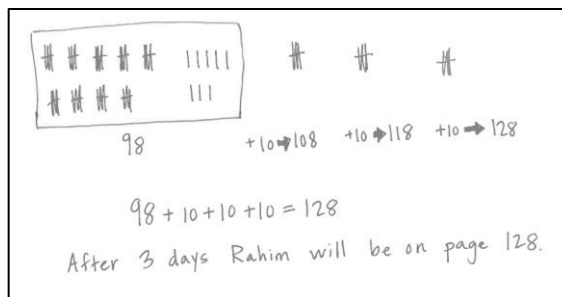 98
+10➔108 +10➔118 +10➔128
98 + 10 + 10 + 10 = 128
After 3 days Rahim will be on page 128.